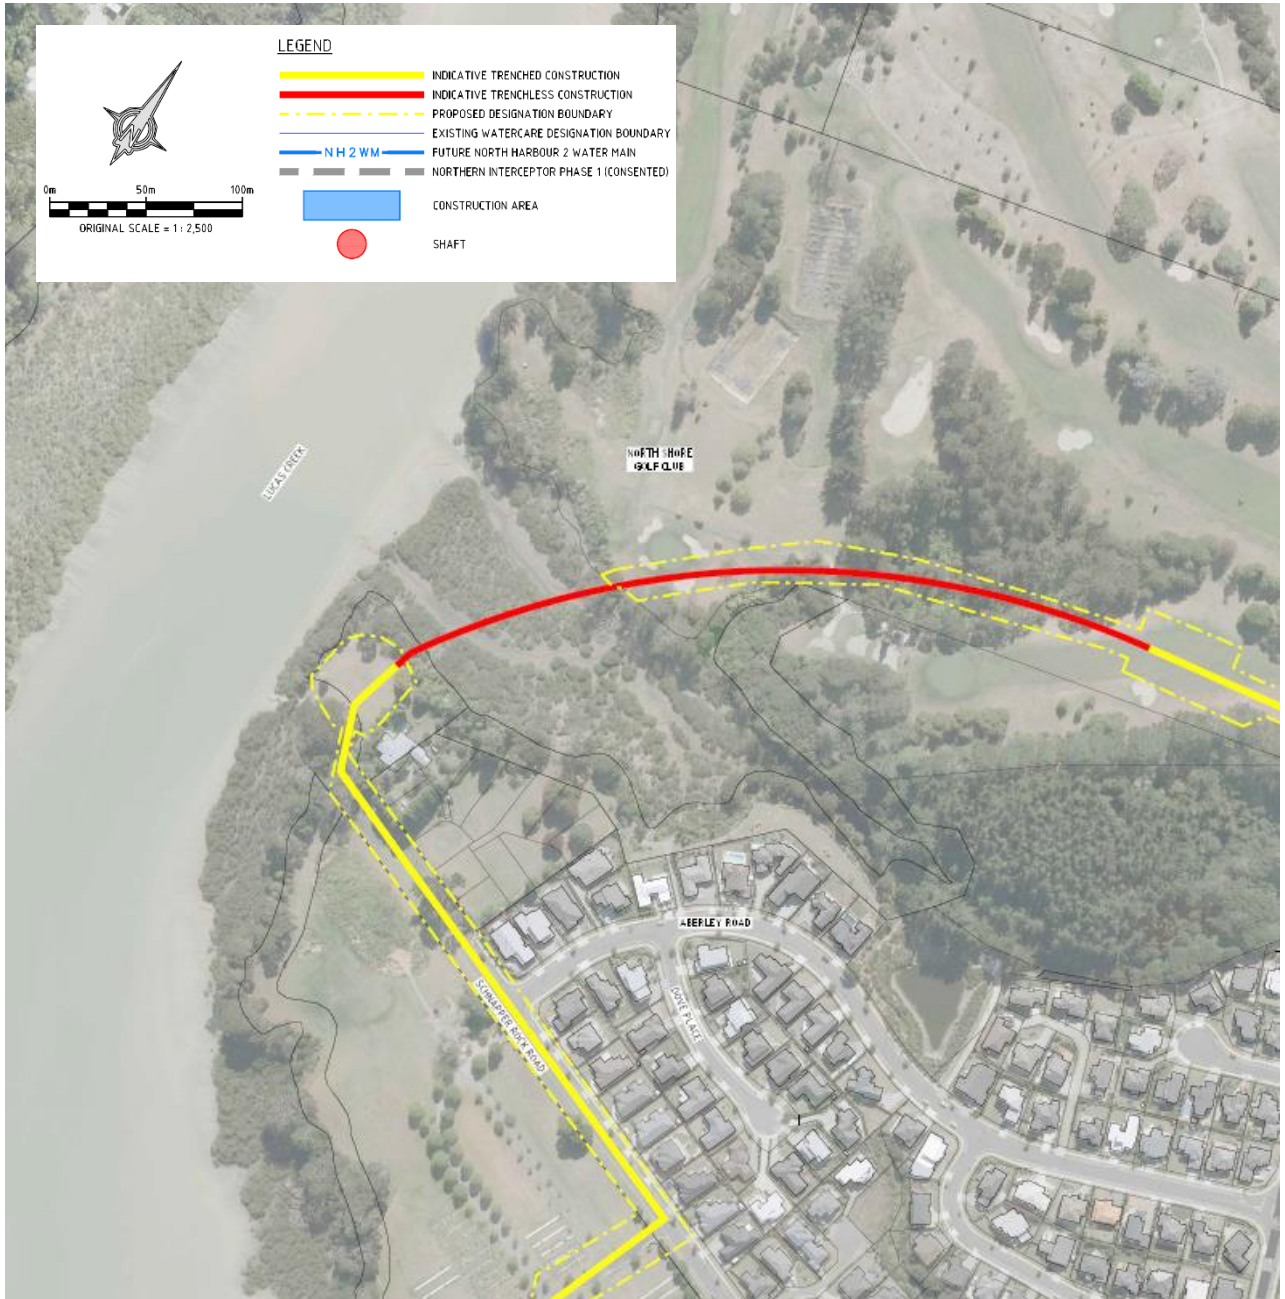 LEGEND
INDICATIVE TRENCHED CONSTRUCTION
INDICATIVE TRENCHLESS CONSTRUCTION
PROPOSED DESIGNATION BOUNDARY
EXISTING WATERCARE DESIGNATION BOUNDARY
NH2WM FUTURE NORTH HARBOUR 2 WATER MAIN
NORTHERN INTERCEPTOR PHASE 1 (CONSENTED)
CONSTRUCTION AREA
SHAFT
N
0m 50m 100m
ORIGINAL SCALE = 1: 2,500
LUCAS CREEK
NORTH SHORE
GOLF CLUB
ABERLEY ROAD
DOVE PLACE
SCHNAPPER ROCK ROAD